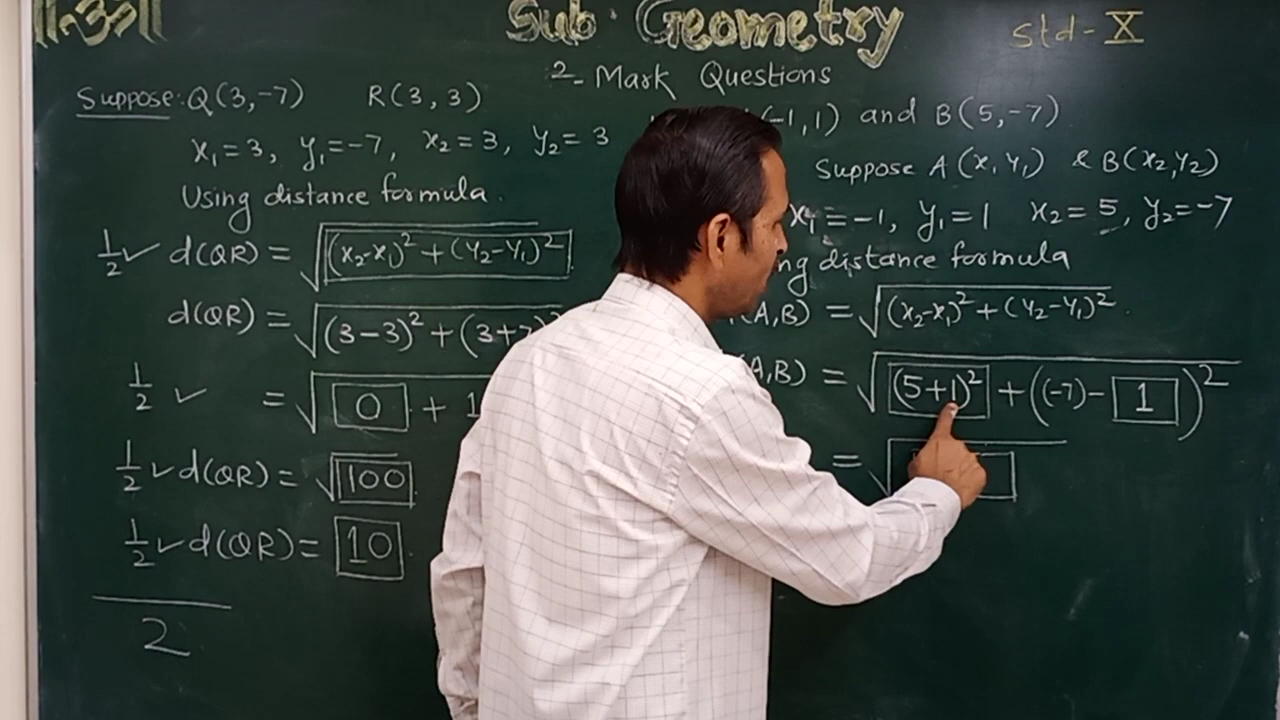 Sub. Geometry
std - X
2- Mark Questions
Suppose: Q(3,-7) R(3, 3)
x₁=3, y₁=-7, x₂=3, y₂=3
Using distance formula.
½✓ d(QR) = √(x₂-x₁)² + (y₂-y₁)²
d(QR) = √(3-3)² + (3+7)²
½ ✓ = √0 + 1
½ ✓ d(QR) = √100
½ ✓ d(QR) = 10
2
(-1,1) and B(5,-7)
Suppose A(x,y₁) & B(x₂,y₂)
x₁=-1, y₁=1 x₂=5, y₂=-7
ng distance formula
(A,B) = √(x₂-x₁)² + (y₂-y₁)².
(A,B) = √(5+1)² + ((-7)-1)²
= √